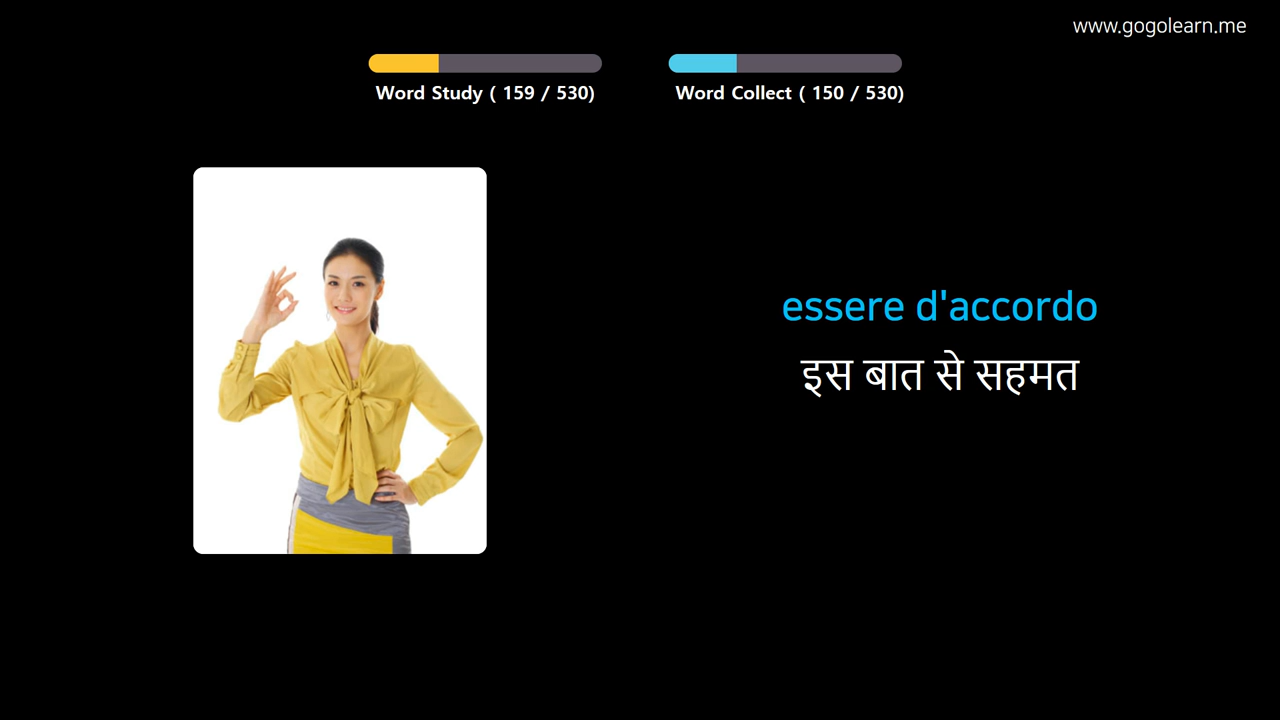 www.gogolearn.me
Word Study ( 159 / 530)
Word Collect ( 150 / 530)
essere d'accordo
इस बात से सहमत